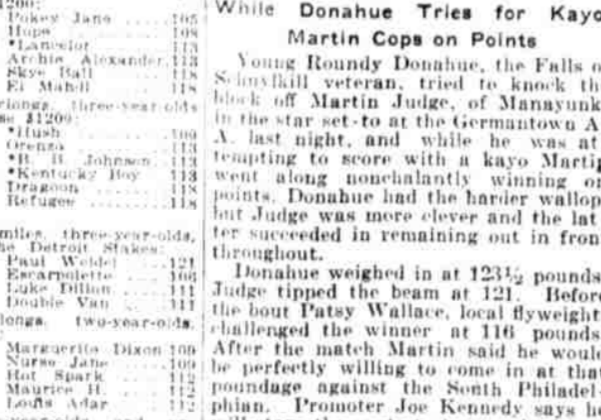 1200:
Pokey Jane 105
Hope 108
*Lancelot 113
Archie Alexander 113
Skye Ball 118
El Mahdi 118
rlongs, three-year-olds
se $1200:
*Hush 109
Orenzo 113
*B. B. Johnson 113
*Kentucky Boy 113
Dragoon 118
Refugee 118
miles, three-year-olds,
he Detroit Stakes:
Paul Weidel 121
Escarpolette 106
Luke Dillon 111
Double Van 111
longs, two-year-olds,
Marguerite Dixon 109
Nurse Jane 109
Hot Spark 112
Maurice H. 112
Louis Adar 112
While Donahue Tries for Kayo
Martin Cops on Points
Young Roundy Donahue, the Falls o
Schuylkill veteran, tried to knock th
block off Martin Judge, of Manayunk
in the star set-to at the Germantown A
A. last night, and while he was at
tempting to score with a kayo Martin
went along nonchalantly winning on
points. Donahue had the harder wallop
but Judge was more clever and the lat
ter succeeded in remaining out in front
throughout.
Donahue weighed in at 123½ pounds
Judge tipped the beam at 121. Before
the bout Patsy Wallace, local flyweight
challenged the winner at 116 pounds
After the match Martin said he would
be perfectly willing to come in at that
poundage against the South Philadel-
phian. Promoter Joe Kennedy says h